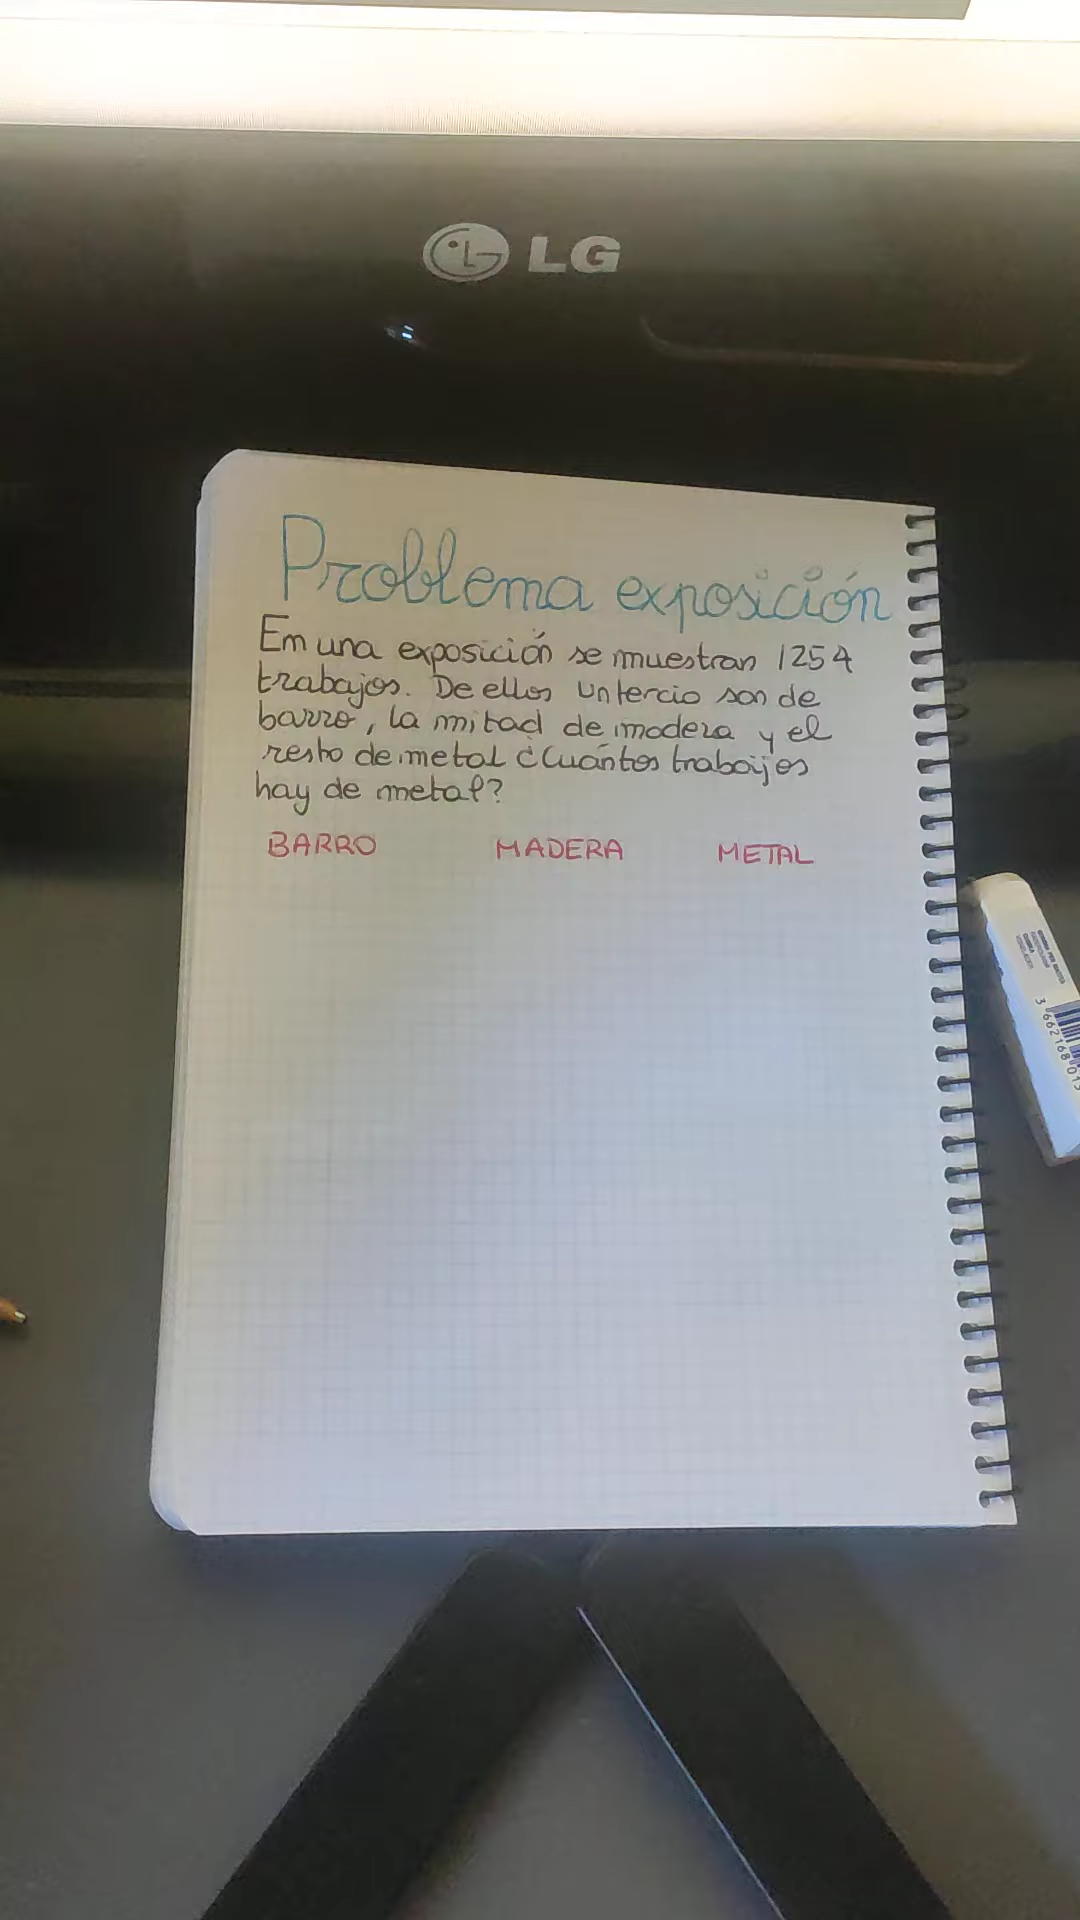 LG
Problema exposición
En una exposición se muestran 1254
trabajos. De ellos un tercio son de
barro, la mitad de madera y el
resto de metal ¿Cuántos trabajos
hay de metal?
BARRO MADERA METAL